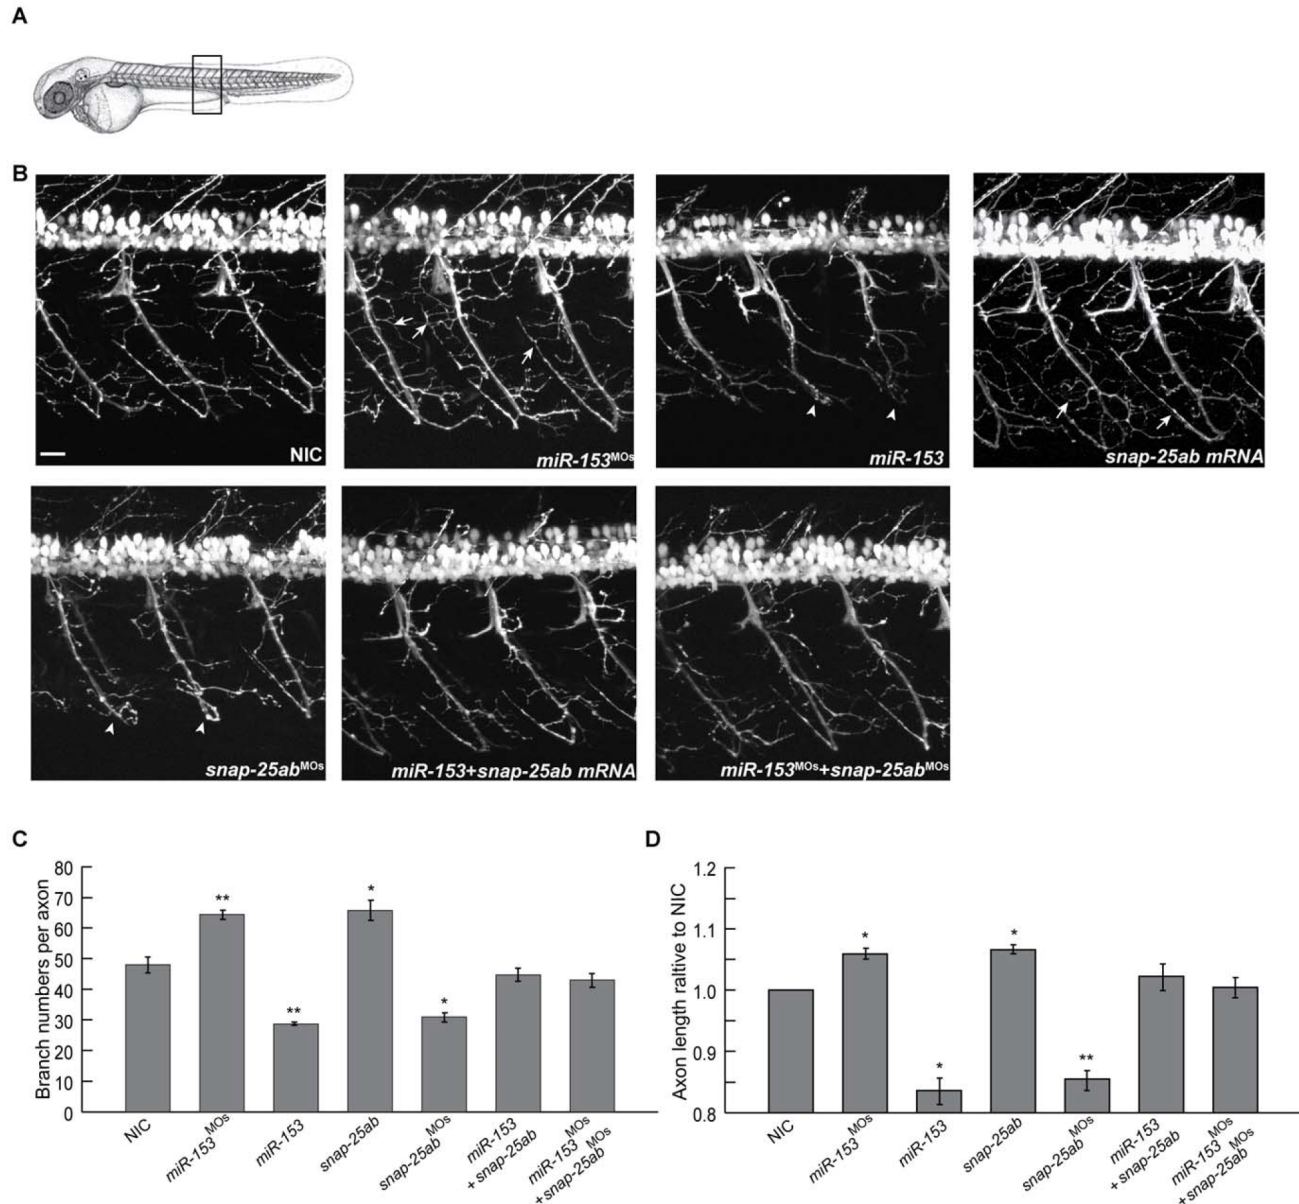 A
B
NIC
miR-153MOs
miR-153
snap-25ab mRNA
snap-25abMOs
miR-153+snap-25ab mRNA
miR-153MOs+snap-25abMOs
C
Branch numbers per axon
80
70
60
50
40
30
20
10
0
**
**
*
*
NIC
miR-153MOs
miR-153
snap-25ab
snap-25abMOs
miR-153
+snap-25ab
miR-153MOs
+snap-25abMOs
D
Axon length raltive to NIC
1.2
1.1
1.0
0.9
0.8
*
*
*
**
NIC
miR-153MOs
miR-153
snap-25ab
snap-25abMOs
miR-153
+snap-25ab
miR-153MOs
+snap-25abMOs